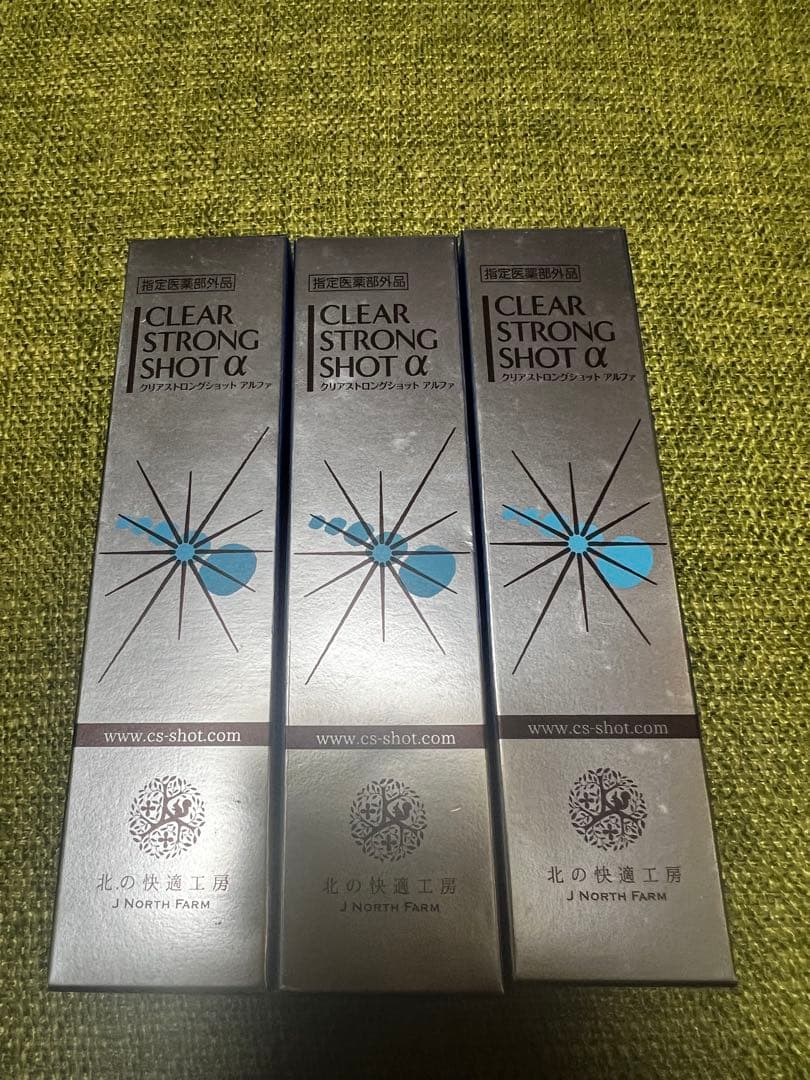 指定医薬部外品
CLEAR
STRONG
SHOT α
クリアストロングショット アルファ
www.cs-shot.com
北の快適工房
J NORTH FARM
指定医薬部外品
CLEAR
STRONG
SHOT α
クリアストロングショット アルファ
www.cs-shot.com
北の快適工房
J NORTH FARM
指定医薬部外品
CLEAR
STRONG
SHOT α
クリアストロングショット アルファ
www.cs-shot.com
北の快適工房
J NORTH FARM